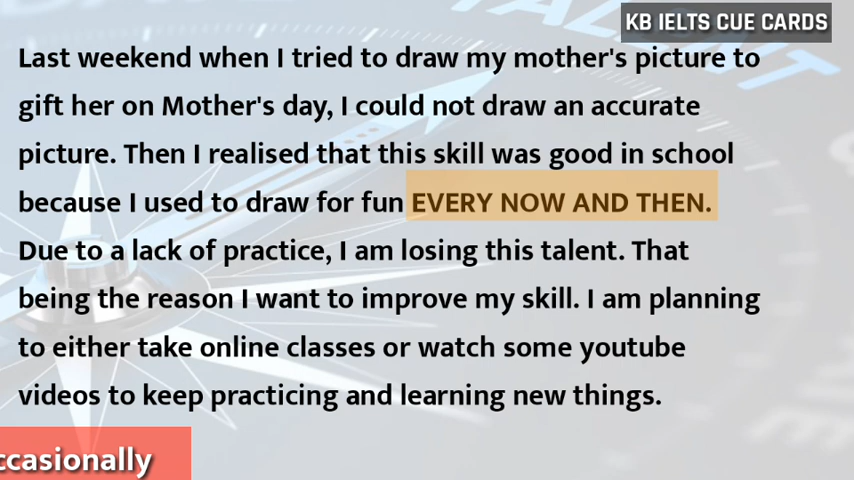 KB IELTS CUE CARDS
Last weekend when I tried to draw my mother's picture to
gift her on Mother's day, I could not draw an accurate
picture. Then I realised that this skill was good in school
because I used to draw for fun EVERY NOW AND THEN.
Due to a lack of practice, I am losing this talent. That
being the reason I want to improve my skill. I am planning
to either take online classes or watch some youtube
videos to keep practicing and learning new things.
ccasionally
TALENT